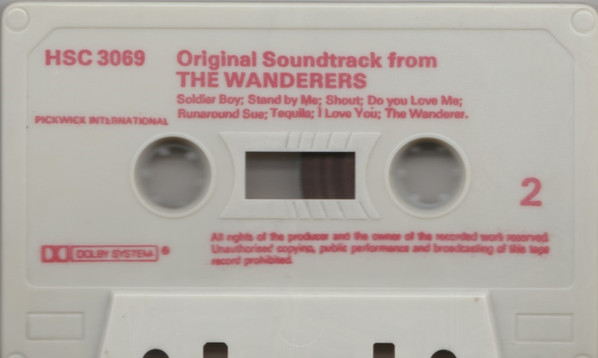 HSC 3069
Original Soundtrack from
THE WANDERERS
Soldier Boy; Stand by Me; Shout; Do you Love Me;
Runaround Sue; Tequila; I Love You; The Wanderer.
PICKWICK INTERNATIONAL
2
All rights of the producer and the owner of the recorded work reserved.
Unauthorised copying, public performance and broadcasting of this tape
record prohibited.
DOLBY SYSTEM ®